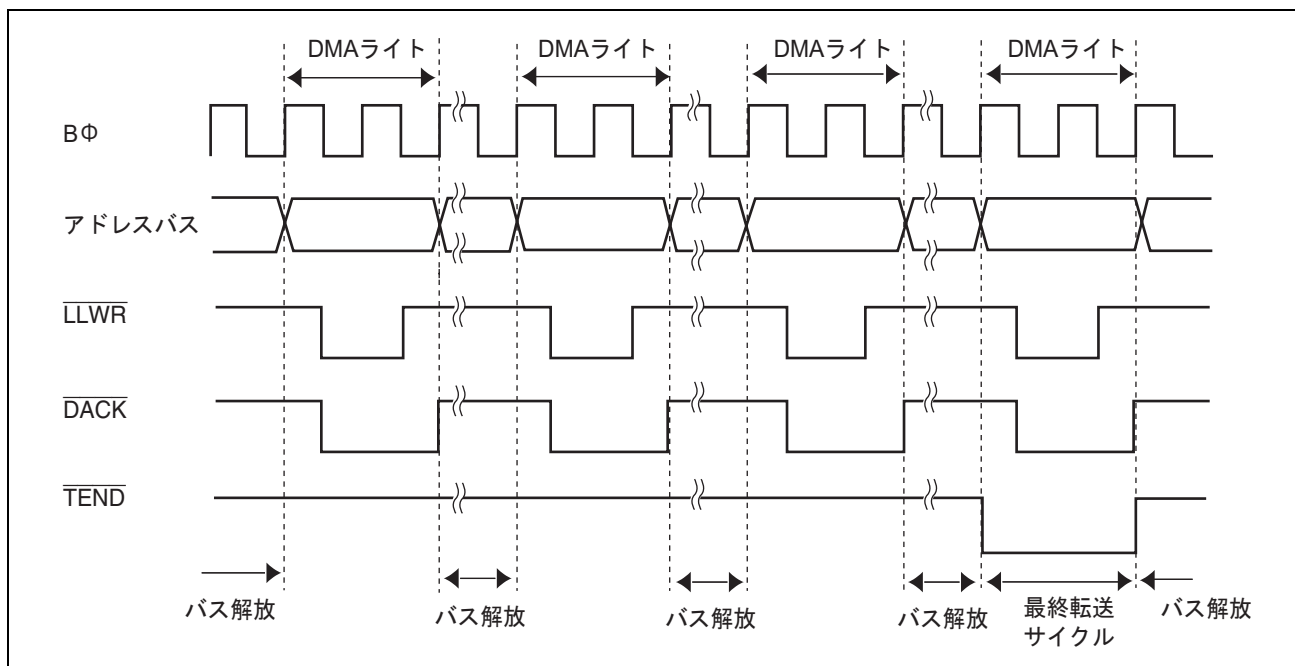 DMAライト DMAライト DMAライト DMAライト
BΦ
アドレスバス
LLWR
DACK
TEND
バス解放 バス解放 バス解放 バス解放 最終転送 バス解放
サイクル